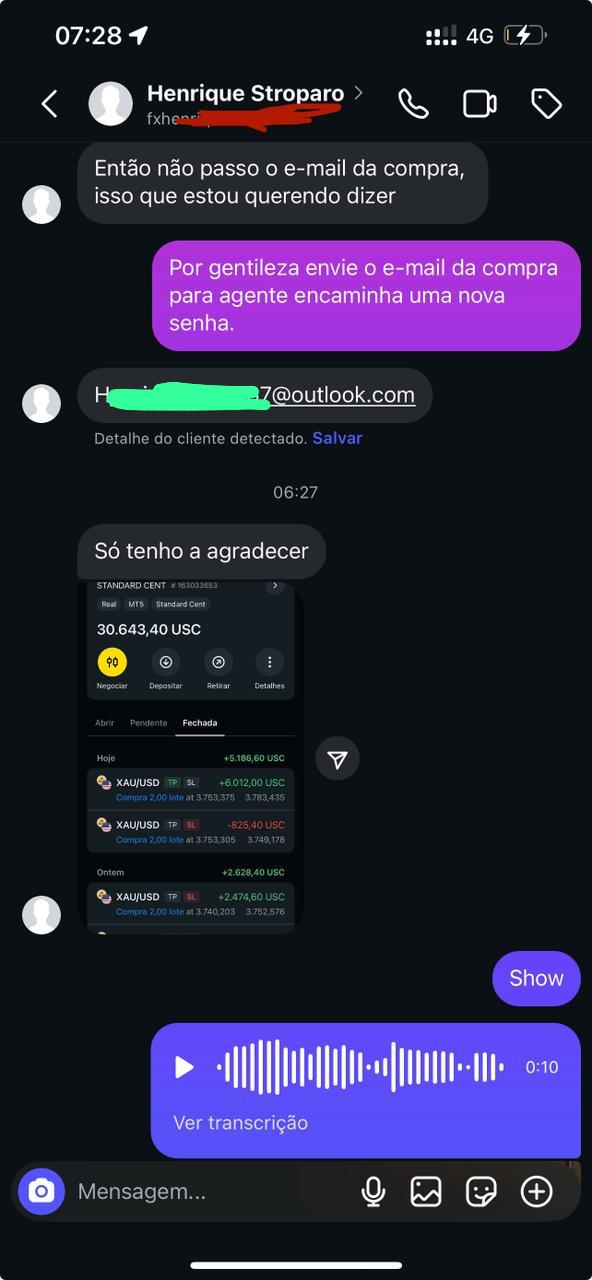 07:28
4G
Henrique Stroparo
Então não passo o e-mail da compra,
isso que estou querendo dizer
Por gentileza envie o e-mail da compra
para agente encaminha uma nova
senha.
7@outlook.com
Detalhe do cliente detectado. Salvar
06:27
Só tenho a agradecer
STANDARD CENT # 163033653
Real MT5 Standard Cent
30.643,40 USC
Negociar Depositar Retirar Detalhes
Abrir Pendente Fechada
Hoje +5.186,60 USC
XAU/USD TP SL +6.012,00 USC
Compra 2,00 lote at 3.753,375 3.783,435
XAU/USD TP SL -825,40 USC
Compra 2,00 lote at 3.753,305 3.749,178
Ontem +2.628,40 USC
XAU/USD TP SL +2.474,60 USC
Compra 2,00 lote at 3.740,203 3.752,576
Show
0:10
Ver transcrição
Mensagem...